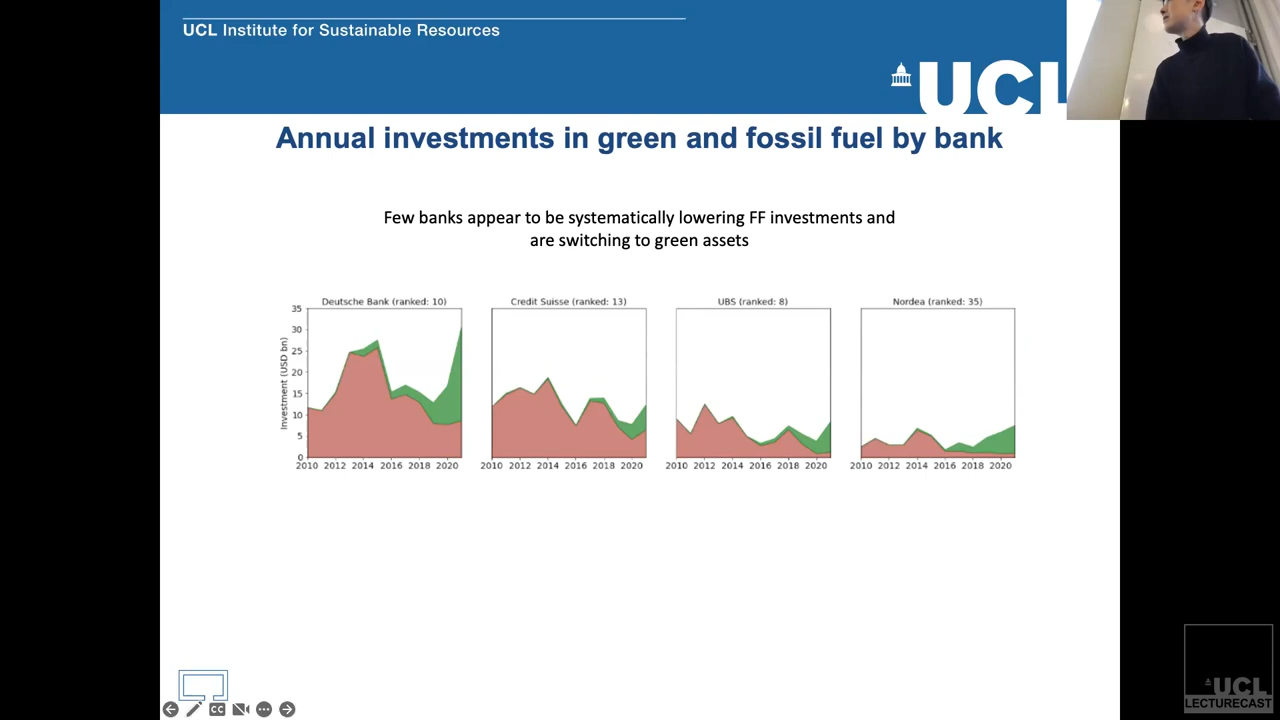 UCL Institute for Sustainable Resources
UCL
Annual investments in green and fossil fuel by bank
Few banks appear to be systematically lowering FF investments and
are switching to green assets
Deutsche Bank (ranked: 10)
Credit Suisse (ranked: 13)
UBS (ranked: 8)
Nordea (ranked: 35)
Investment (USD bn)
35
30
25
20
15
10
5
0
2010 2012 2014 2016 2018 2020
2010 2012 2014 2016 2018 2020
2010 2012 2014 2016 2018 2020
2010 2012 2014 2016 2018 2020
CC
UCL
LECTURECAST